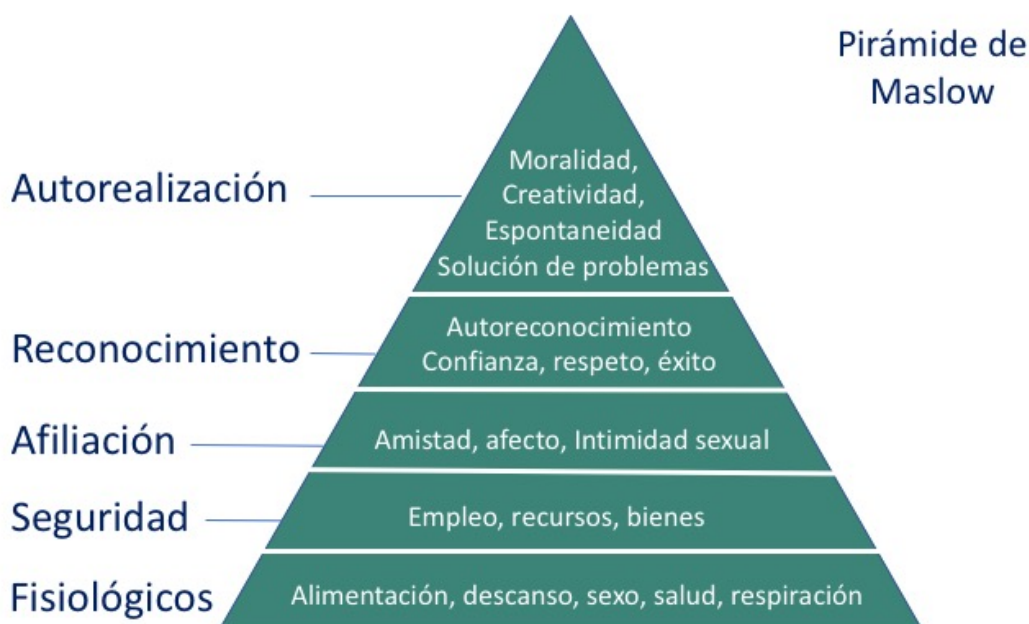 Pirámide de
Maslow
Autorealización
Moralidad,
Creatividad,
Espontaneidad
Solución de problemas
Reconocimiento
Autoreconocimiento
Confianza, respeto, éxito
Afiliación
Amistad, afecto, Intimidad sexual
Seguridad
Empleo, recursos, bienes
Fisiológicos
Alimentación, descanso, sexo, salud, respiración